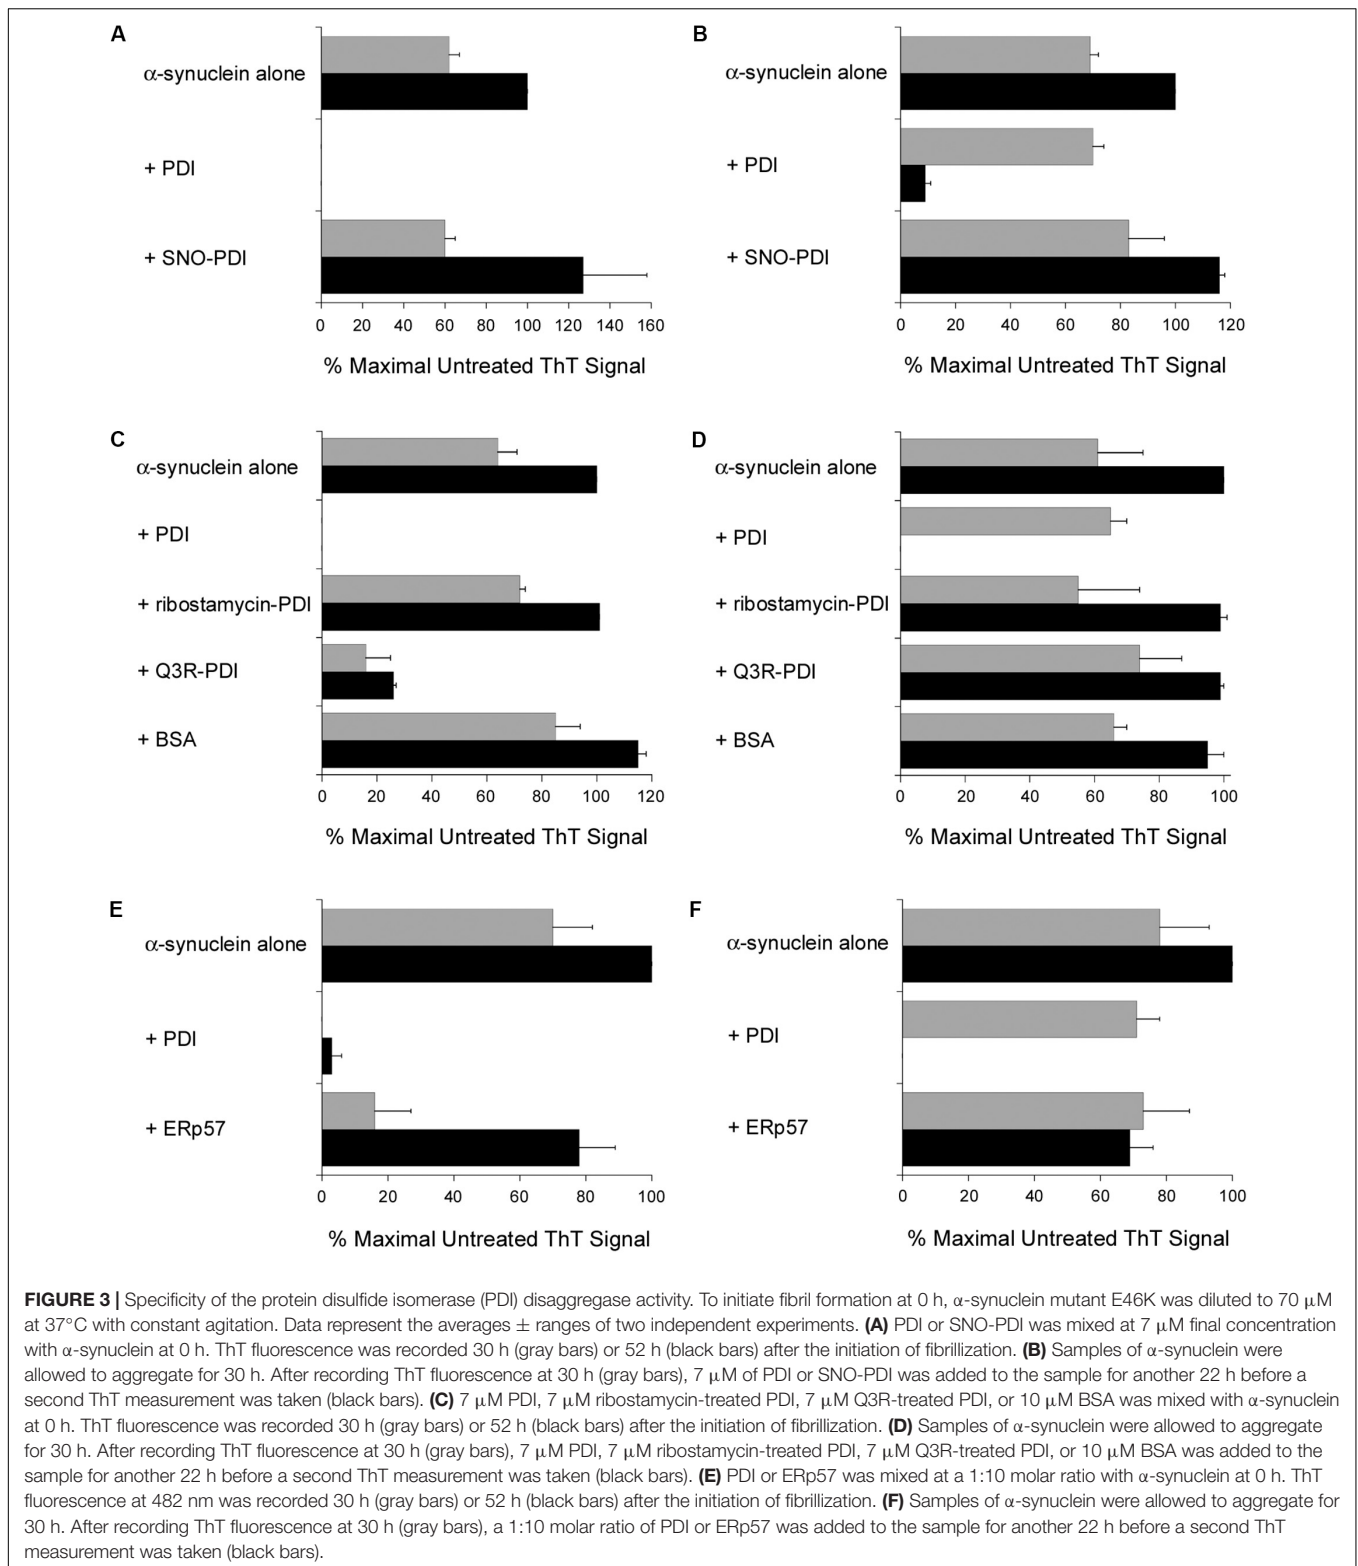 A
α-synuclein alone
+ PDI
+ SNO-PDI
0 20 40 60 80 100 120 140 160
% Maximal Untreated ThT Signal
B
α-synuclein alone
+ PDI
+ SNO-PDI
0 20 40 60 80 100 120
% Maximal Untreated ThT Signal
C
α-synuclein alone
+ PDI
+ ribostamycin-PDI
+ Q3R-PDI
+ BSA
0 20 40 60 80 100 120
% Maximal Untreated ThT Signal
D
α-synuclein alone
+ PDI
+ ribostamycin-PDI
+ Q3R-PDI
+ BSA
0 20 40 60 80 100
% Maximal Untreated ThT Signal
E
α-synuclein alone
+ PDI
+ ERp57
0 20 40 60 80 100
% Maximal Untreated ThT Signal
F
α-synuclein alone
+ PDI
+ ERp57
0 20 40 60 80 100
% Maximal Untreated ThT Signal
FIGURE 3 | Specificity of the protein disulfide isomerase (PDI) disaggregase activity. To initiate fibril formation at 0 h, α-synuclein mutant E46K was diluted to 70 μM
at 37°C with constant agitation. Data represent the averages ± ranges of two independent experiments. (A) PDI or SNO-PDI was mixed at 7 μM final concentration
with α-synuclein at 0 h. ThT fluorescence was recorded 30 h (gray bars) or 52 h (black bars) after the initiation of fibrillization. (B) Samples of α-synuclein were
allowed to aggregate for 30 h. After recording ThT fluorescence at 30 h (gray bars), 7 μM of PDI or SNO-PDI was added to the sample for another 22 h before a
second ThT measurement was taken (black bars). (C) 7 μM PDI, 7 μM ribostamycin-treated PDI, 7 μM Q3R-treated PDI, or 10 μM BSA was mixed with α-synuclein
at 0 h. ThT fluorescence was recorded 30 h (gray bars) or 52 h (black bars) after the initiation of fibrillization. (D) Samples of α-synuclein were allowed to aggregate
for 30 h. After recording ThT fluorescence at 30 h (gray bars), 7 μM PDI, 7 μM ribostamycin-treated PDI, 7 μM Q3R-treated PDI, or 10 μM BSA was added to the
sample for another 22 h before a second ThT measurement was taken (black bars). (E) PDI or ERp57 was mixed at a 1:10 molar ratio with α-synuclein at 0 h. ThT
fluorescence at 482 nm was recorded 30 h (gray bars) or 52 h (black bars) after the initiation of fibrillization. (F) Samples of α-synuclein were allowed to aggregate for
30 h. After recording ThT fluorescence at 30 h (gray bars), a 1:10 molar ratio of PDI or ERp57 was added to the sample for another 22 h before a second ThT
measurement was taken (black bars).